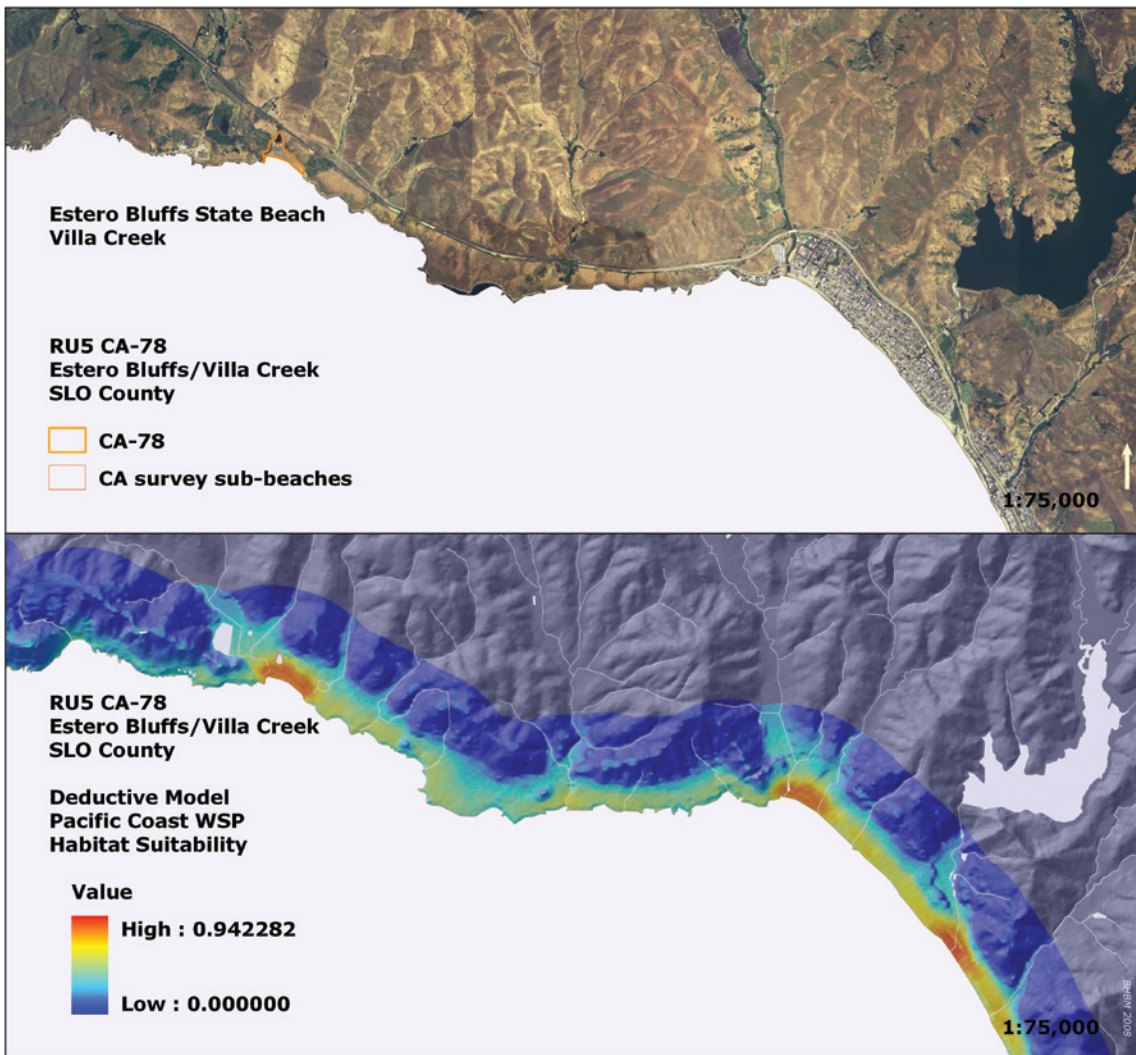 Estero Bluffs State Beach
Villa Creek
RU5 CA-78
Estero Bluffs/Villa Creek
SLO County
CA-78
CA survey sub-beaches
1:75,000
RU5 CA-78
Estero Bluffs/Villa Creek
SLO County
Deductive Model
Pacific Coast WSP
Habitat Suitability
Value
High : 0.942282
Low : 0.000000
1:75,000
BHBM 2008